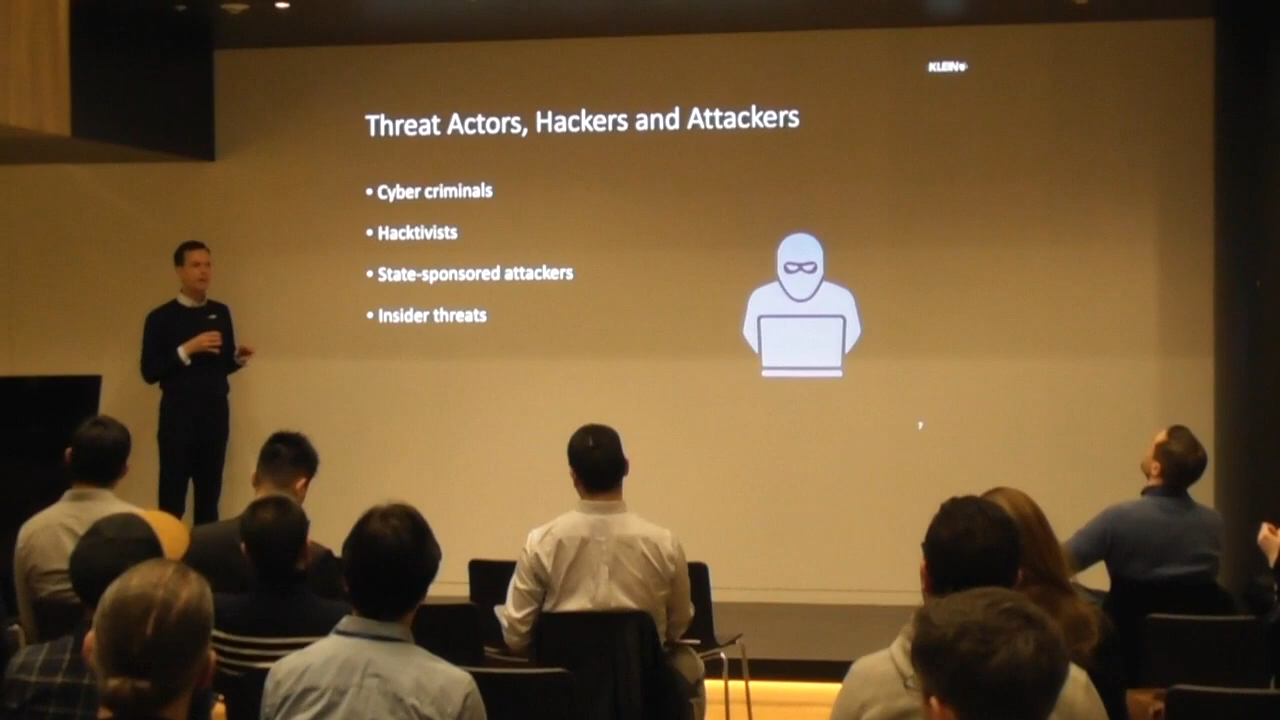 KLEIN
Threat Actors, Hackers and Attackers
• Cyber criminals
• Hacktivists
• State-sponsored attackers
• Insider threats